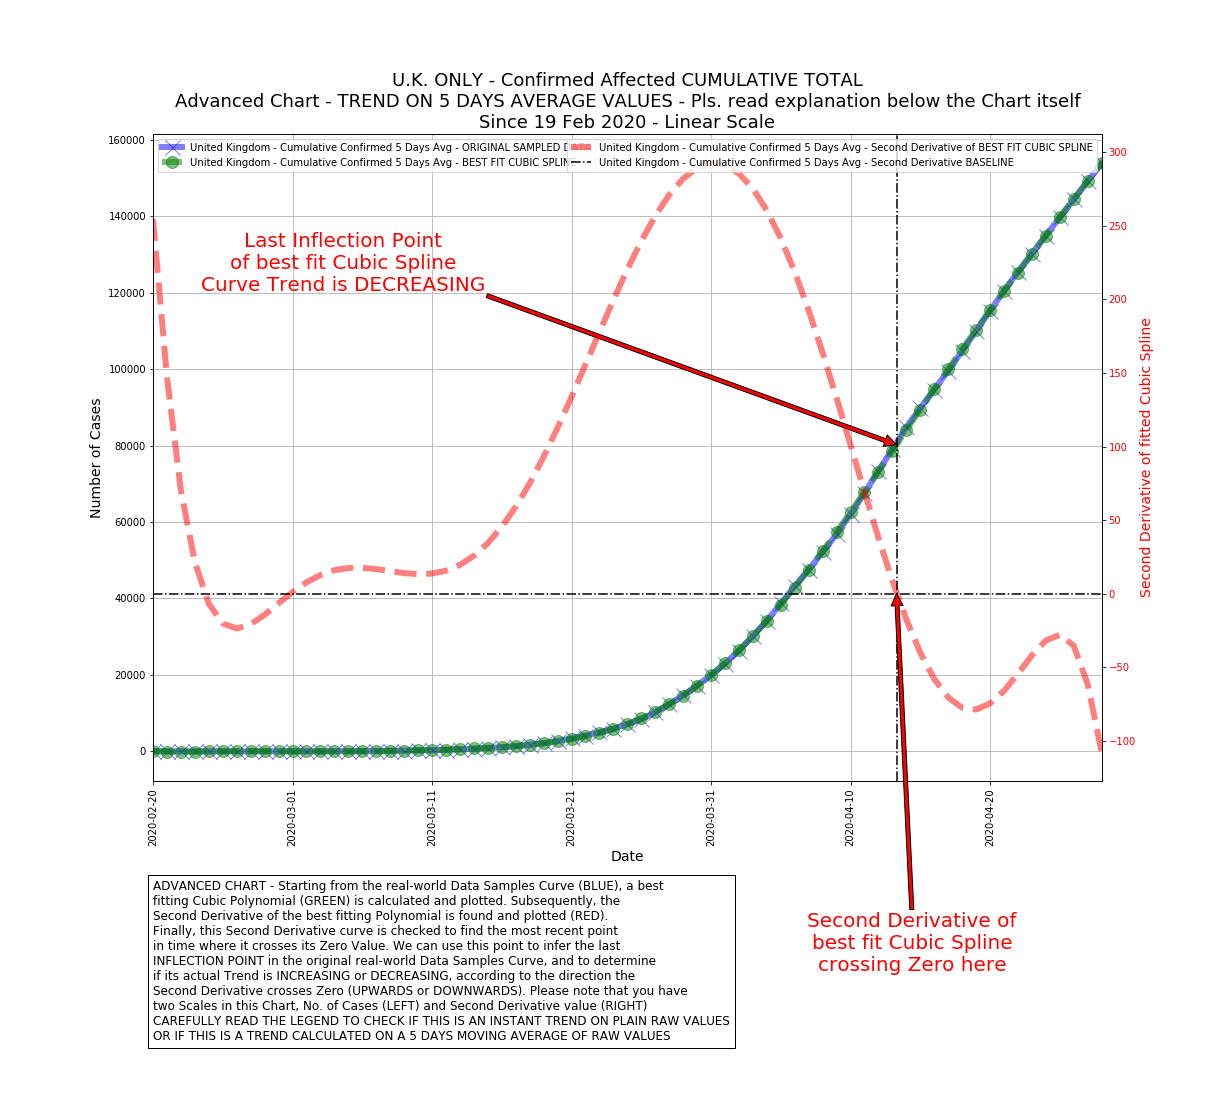 U.K. ONLY - Confirmed Affected CUMULATIVE TOTAL
Advanced Chart - TREND ON 5 DAYS AVERAGE VALUES - Pls. read explanation below the Chart itself
Since 19 Feb 2020 - Linear Scale
United Kingdom - Cumulative Confirmed 5 Days Avg - ORIGINAL SAMPLED DATA
United Kingdom - Cumulative Confirmed 5 Days Avg - BEST FIT CUBIC SPLINE
United Kingdom - Cumulative Confirmed 5 Days Avg - Second Derivative of BEST FIT CUBIC SPLINE
United Kingdom - Cumulative Confirmed 5 Days Avg - Second Derivative BASELINE
160000
140000
120000
100000
80000
60000
40000
20000
0
Number of Cases
300
250
200
150
100
50
0
−50
−100
Second Derivative of fitted Cubic Spline
Last Inflection Point
of best fit Cubic Spline
Curve Trend is DECREASING
2020-02-20
2020-03-01
2020-03-11
2020-03-21
2020-03-31
2020-04-10
2020-04-20
Date
ADVANCED CHART - Starting from the real-world Data Samples Curve (BLUE), a best
fitting Cubic Polynomial (GREEN) is calculated and plotted. Subsequently, the
Second Derivative of the best fitting Polynomial is found and plotted (RED).
Finally, this Second Derivative curve is checked to find the most recent point
in time where it crosses its Zero Value. We can use this point to infer the last
INFLECTION POINT in the original real-world Data Samples Curve, and to determine
if its actual Trend is INCREASING or DECREASING, according to the direction the
Second Derivative crosses Zero (UPWARDS or DOWNWARDS). Please note that you have
two Scales in this Chart, No. of Cases (LEFT) and Second Derivative value (RIGHT)
CAREFULLY READ THE LEGEND TO CHECK IF THIS IS AN INSTANT TREND ON PLAIN RAW VALUES
OR IF THIS IS A TREND CALCULATED ON A 5 DAYS MOVING AVERAGE OF RAW VALUES
Second Derivative of
best fit Cubic Spline
crossing Zero here